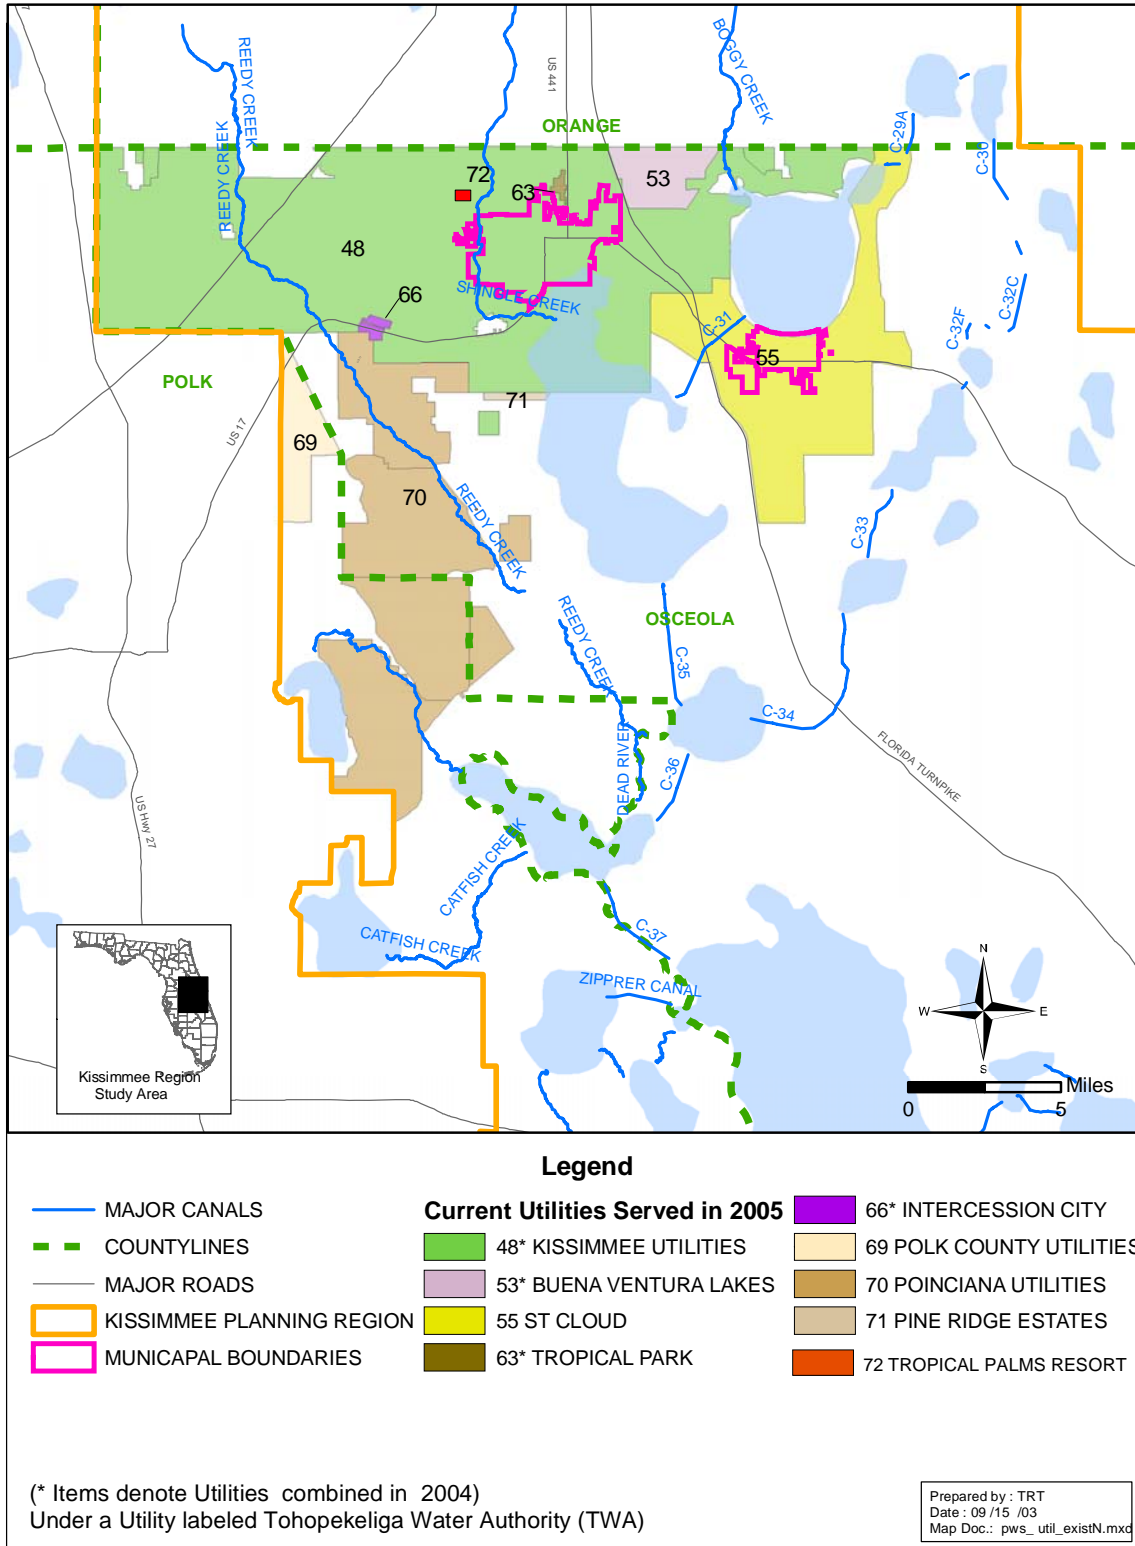 REEDY CREEK
REEDY CREEK
US 441
BOGGY CREEK
ORANGE
C-29A
C-30
72
63
53
48
66
SHINGLE CREEK
C-31
C-32C
C-32F
55
POLK
71
US 17
69
70
REEDY CREEK
C-33
REEDY CREEK
OSCEOLA
C-35
C-34
DEAD RIVER
C-36
FLORIDA TURNPIKE
US Hwy 27
CATFISH CREEK
CATFISH CREEK
C-37
ZIPPRER CANAL
N
W
E
S
Kissimmee Region
Study Area
Miles
0
5
Legend
MAJOR CANALS
COUNTYLINES
MAJOR ROADS
KISSIMMEE PLANNING REGION
MUNICAPAL BOUNDARIES
Current Utilities Served in 2005
48* KISSIMMEE UTILITIES
53* BUENA VENTURA LAKES
55 ST CLOUD
63* TROPICAL PARK
66* INTERCESSION CITY
69 POLK COUNTY UTILITIES
70 POINCIANA UTILITIES
71 PINE RIDGE ESTATES
72 TROPICAL PALMS RESORT
(* Items denote Utilities combined in 2004)
Under a Utility labeled Tohopekeliga Water Authority (TWA)
Prepared by : TRT
Date : 09 /15 /03
Map Doc.: pws_ util_existN.mxd